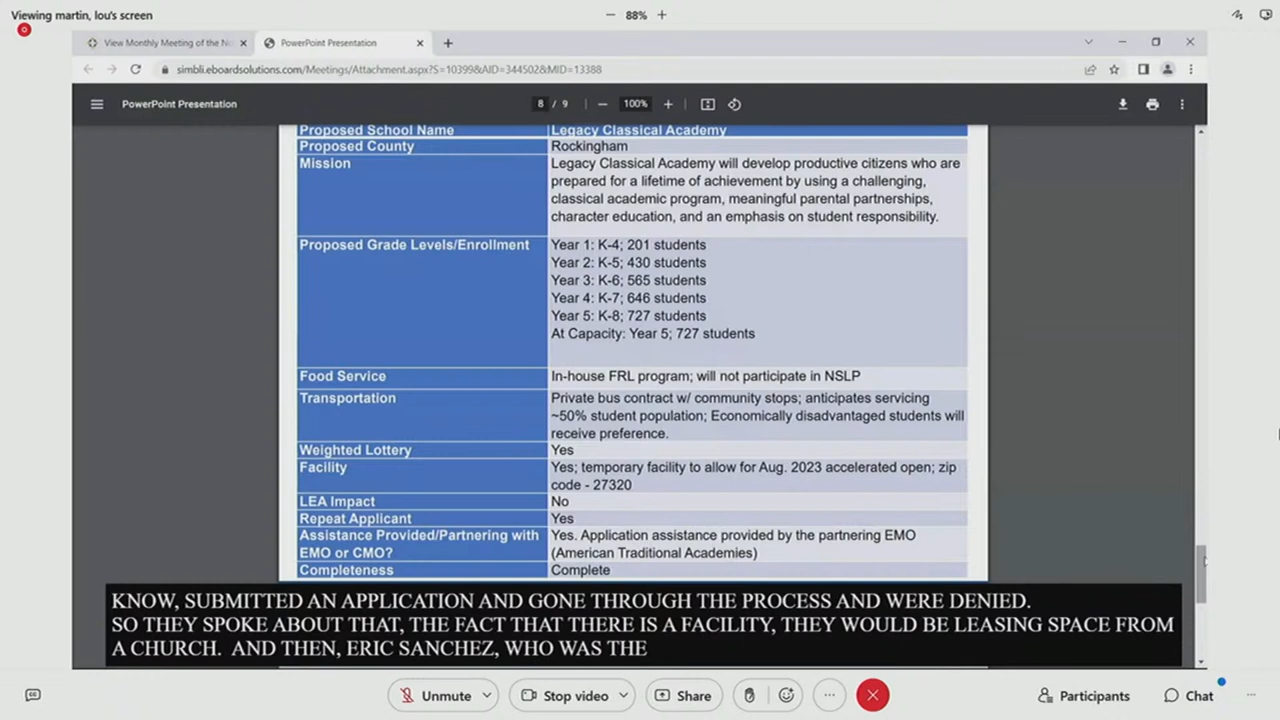 Viewing martin, lou's screen
88%
View Monthly Meeting of the N
PowerPoint Presentation
simbli.eboardsolutions.com/Meetings/Attachment.aspx?S=10399&AID=344502&MID=13388
PowerPoint Presentation
8 / 9
100%
Proposed School Name Legacy Classical Academy
Proposed County Rockingham
Mission Legacy Classical Academy will develop productive citizens who are
prepared for a lifetime of achievement by using a challenging,
classical academic program, meaningful parental partnerships,
character education, and an emphasis on student responsibility.
Proposed Grade Levels/Enrollment Year 1: K-4; 201 students
Year 2: K-5; 430 students
Year 3: K-6; 565 students
Year 4: K-7; 646 students
Year 5: K-8; 727 students
At Capacity: Year 5; 727 students
Food Service In-house FRL program; will not participate in NSLP
Transportation Private bus contract w/ community stops; anticipates servicing
~50% student population; Economically disadvantaged students will
receive preference.
Weighted Lottery Yes
Facility Yes; temporary facility to allow for Aug. 2023 accelerated open; zip
code - 27320
LEA Impact No
Repeat Applicant Yes
Assistance Provided/Partnering with Yes. Application assistance provided by the partnering EMO
EMO or CMO? (American Traditional Academies)
Completeness Complete
KNOW, SUBMITTED AN APPLICATION AND GONE THROUGH THE PROCESS AND WERE DENIED.
SO THEY SPOKE ABOUT THAT, THE FACT THAT THERE IS A FACILITY, THEY WOULD BE LEASING SPACE FROM
A CHURCH. AND THEN, ERIC SANCHEZ, WHO WAS THE
Unmute
Stop video
Share
Participants
Chat